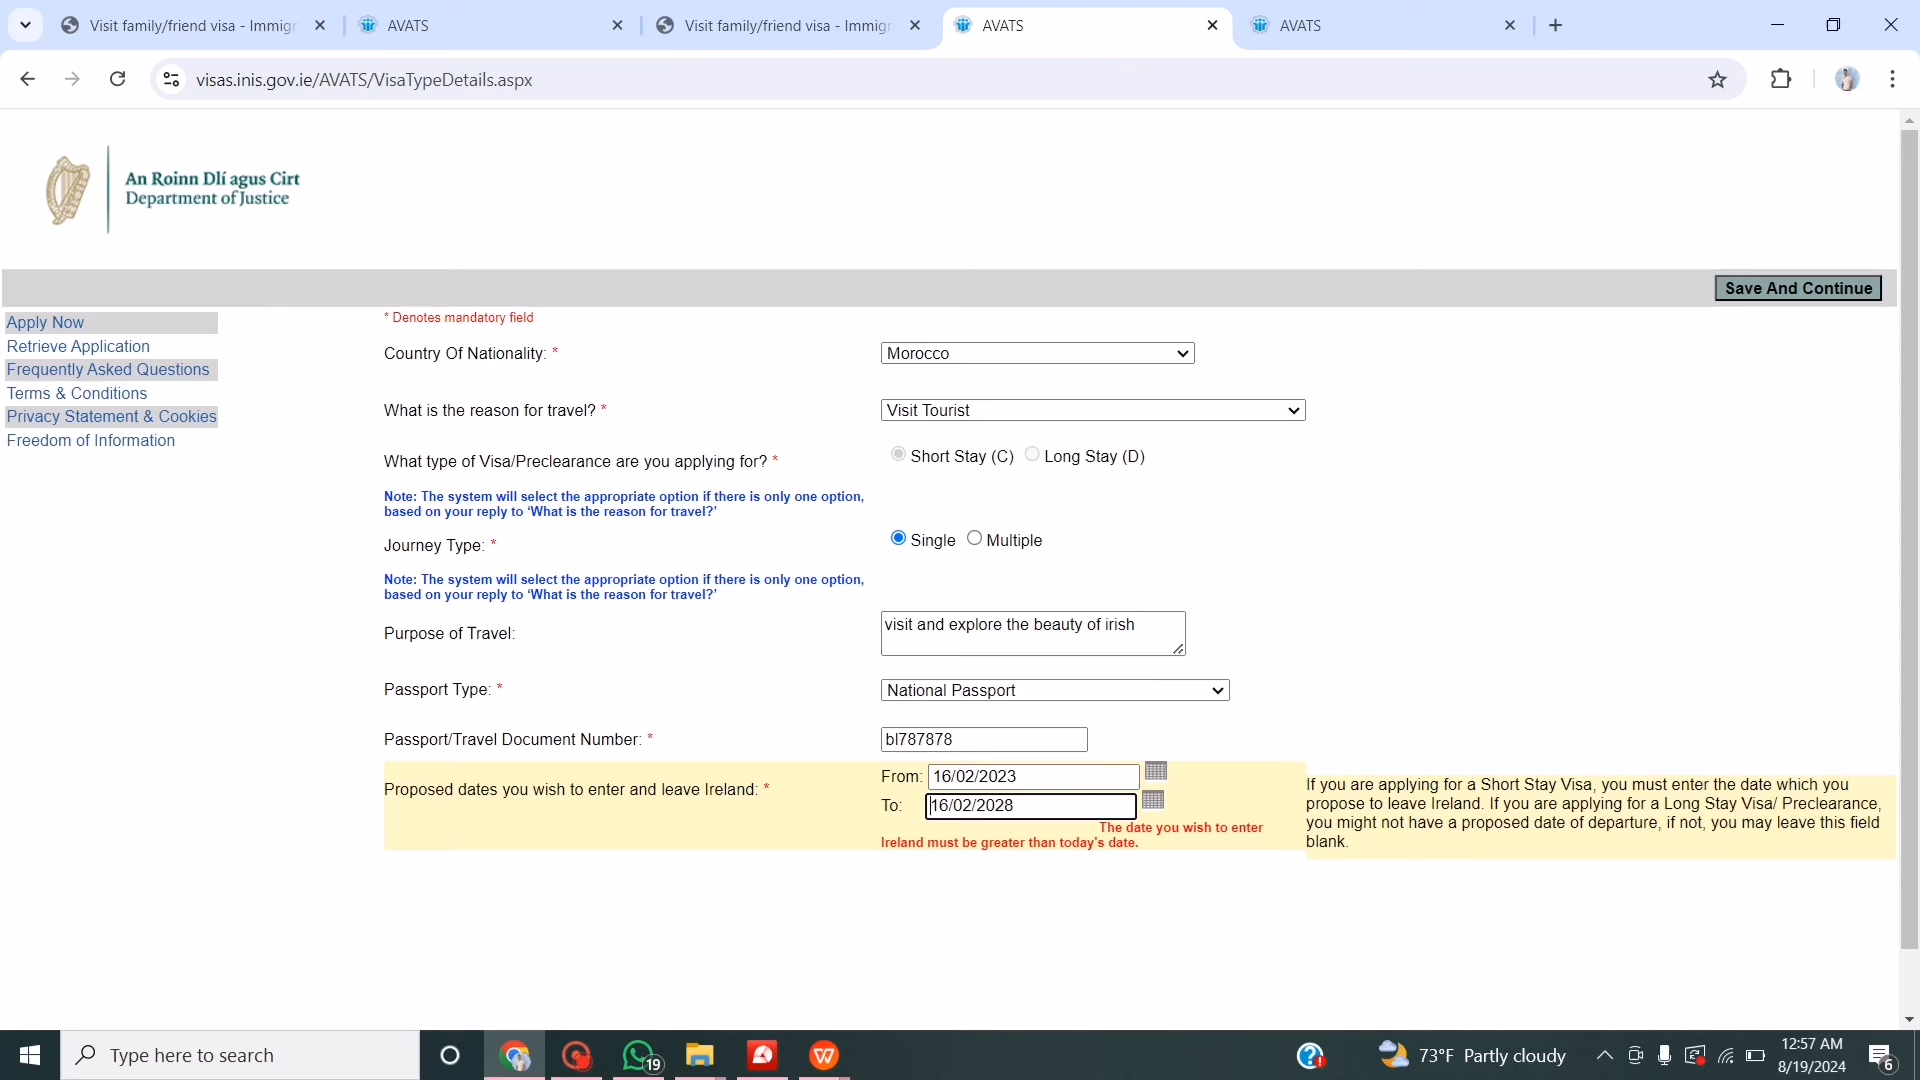 Visit family/friend visa - Immigr
AVATS
Visit family/friend visa - Immigr
AVATS
AVATS
visas.inis.gov.ie/AVATS/VisaTypeDetails.aspx
An Roinn Dlí agus Cirt
Department of Justice
Save And Continue
Apply Now
Retrieve Application
Frequently Asked Questions
Terms & Conditions
Privacy Statement & Cookies
Freedom of Information
* Denotes mandatory field
Country Of Nationality: *
Morocco
What is the reason for travel? *
Visit Tourist
What type of Visa/Preclearance are you applying for? *
Short Stay (C) Long Stay (D)
Note: The system will select the appropriate option if there is only one option,
based on your reply to ‘What is the reason for travel?’
Journey Type: *
Single Multiple
Note: The system will select the appropriate option if there is only one option,
based on your reply to ‘What is the reason for travel?’
Purpose of Travel:
visit and explore the beauty of irish
Passport Type: *
National Passport
Passport/Travel Document Number: *
bl787878
Proposed dates you wish to enter and leave Ireland: *
From: 16/02/2023
To: 16/02/2028
The date you wish to enter
Ireland must be greater than today's date.
If you are applying for a Short Stay Visa, you must enter the date which you
propose to leave Ireland. If you are applying for a Long Stay Visa/ Preclearance,
you might not have a proposed date of departure, if not, you may leave this field
blank.
Type here to search
19
73°F Partly cloudy
12:57 AM
8/19/2024
6